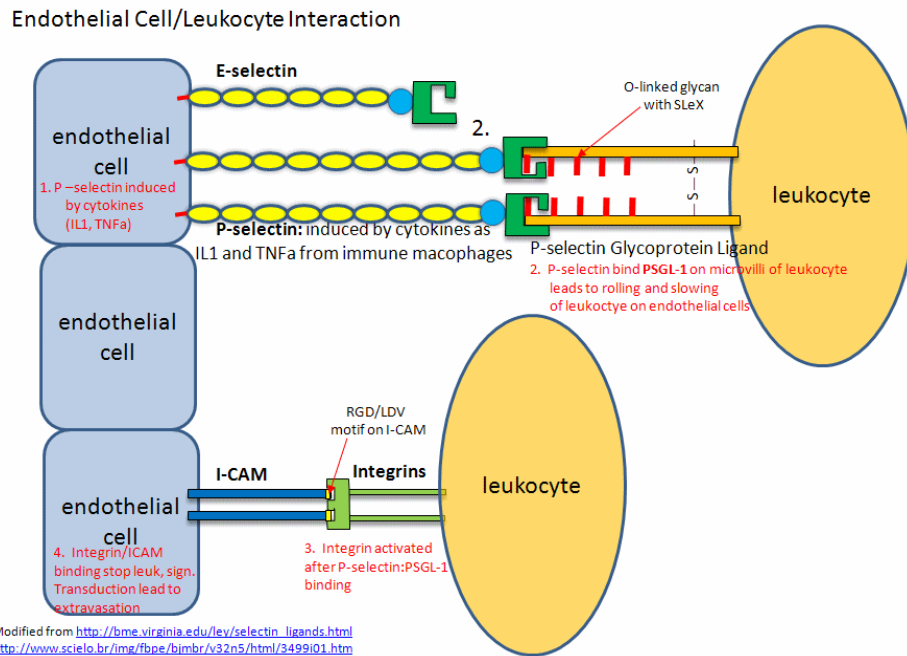 Endothelial Cell/Leukocyte Interaction
E-selectin
O-linked glycan
with SLeX
2.
endothelial
cell
1. P –selectin induced
by cytokines
(IL1, TNFa)
S—S
leukocyte
P-selectin: induced by cytokines as
IL1 and TNFa from immune macophages
P-selectin Glycoprotein Ligand
2. P-selectin bind PSGL-1 on microvilli of leukocyte
leads to rolling and slowing
of leukoctye on endothelial cells
endothelial
cell
RGD/LDV
motif on I-CAM
I-CAM
Integrins
leukocyte
endothelial
cell
4. Integrin/ICAM
binding stop leuk, sign.
Transduction lead to
extravasation
3. Integrin activated
after P-selectin:PSGL-1
binding
Modified from http://bme.virginia.edu/ley/selectin_ligands.html
http://www.scielo.br/img/fbpe/bjmbr/v32n5/html/3499i01.htm